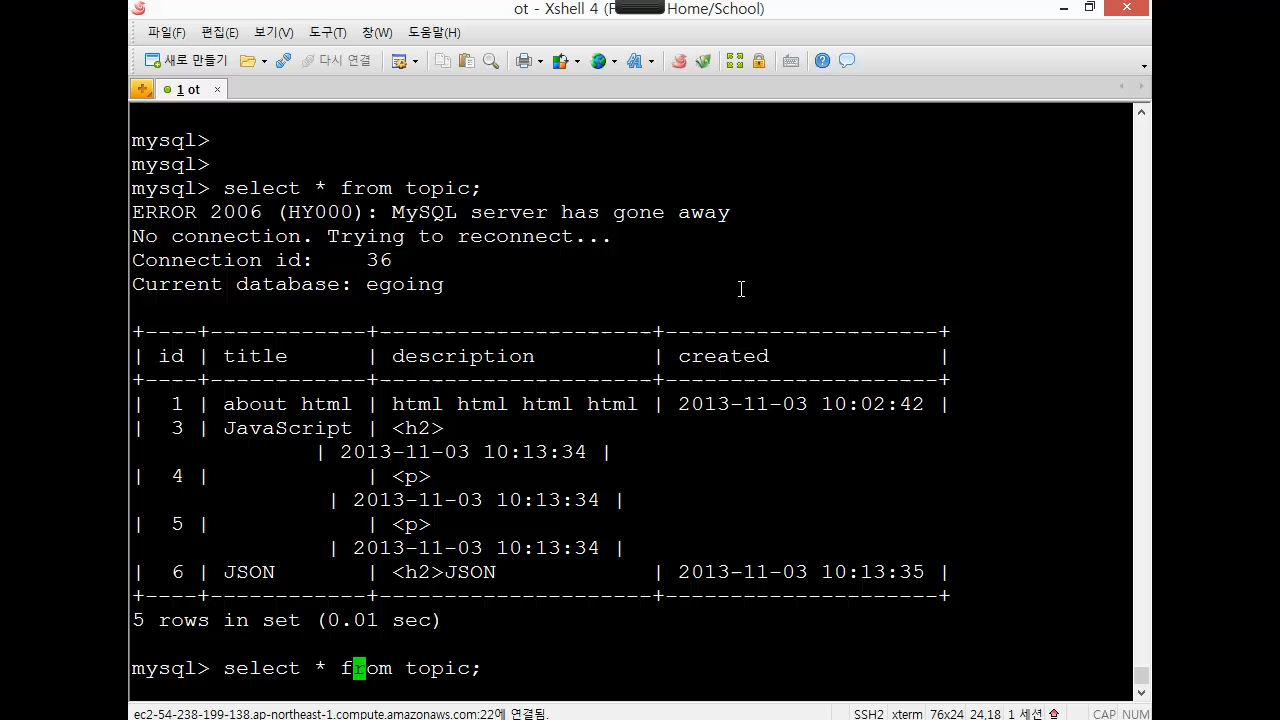 ot - Xshell 4 (F Home/School)
파일(F) 편집(E) 보기(V) 도구(T) 창(W) 도움말(H)
새로 만들기 다시 연결
1 ot
mysql>
mysql>
mysql> select * from topic;
ERROR 2006 (HY000): MySQL server has gone away
No connection. Trying to reconnect...
Connection id:    36
Current database: egoing
+----+------------+---------------------+---------------------+
| id | title      | description         | created             |
+----+------------+---------------------+---------------------+
|  1 | about html | html html html html | 2013-11-03 10:02:42 |
|  3 | JavaScript | <h2>
              | 2013-11-03 10:13:34 |
|  4 |            | <p>
               | 2013-11-03 10:13:34 |
|  5 |            | <p>
               | 2013-11-03 10:13:34 |
|  6 | JSON       | <h2>JSON            | 2013-11-03 10:13:35 |
+----+------------+---------------------+---------------------+
5 rows in set (0.01 sec)
mysql> select * from topic;
ec2-54-238-199-138.ap-northeast-1.compute.amazonaws.com:22에 연결됨. SSH2 xterm 76x24 24,18 1 세션 CAP NUM